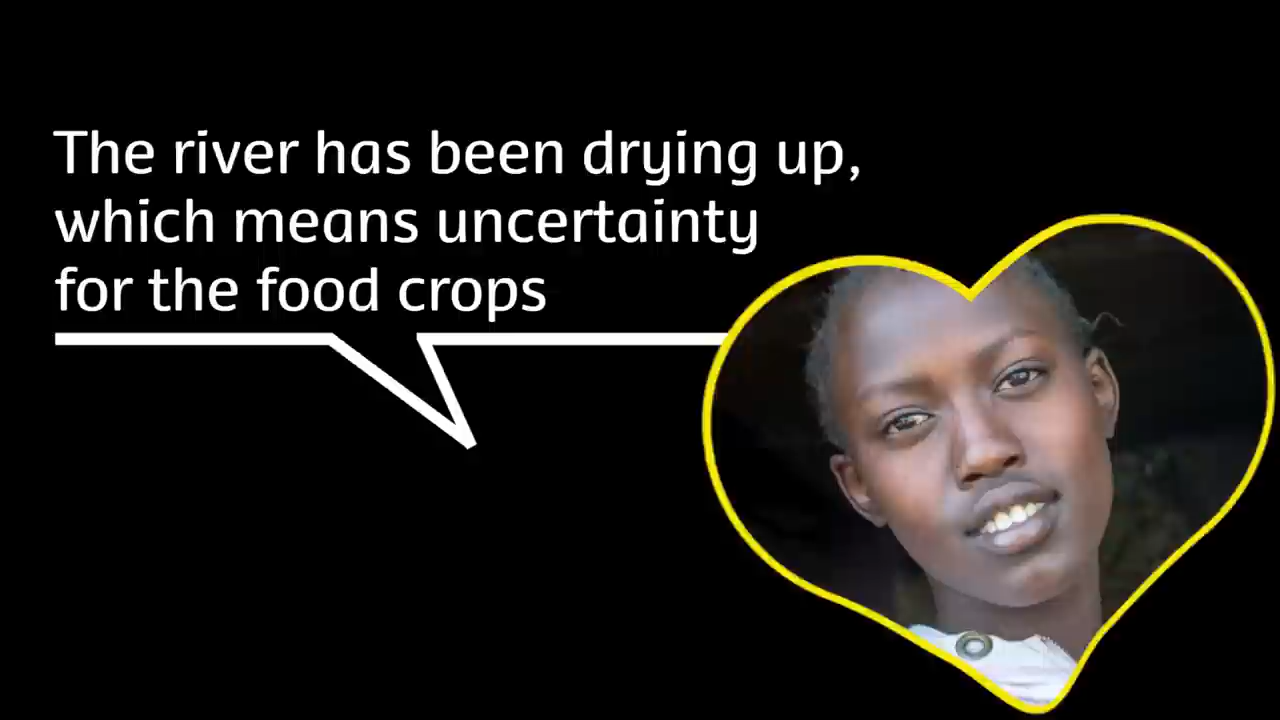 The river has been drying up,
which means uncertainty
for the food crops